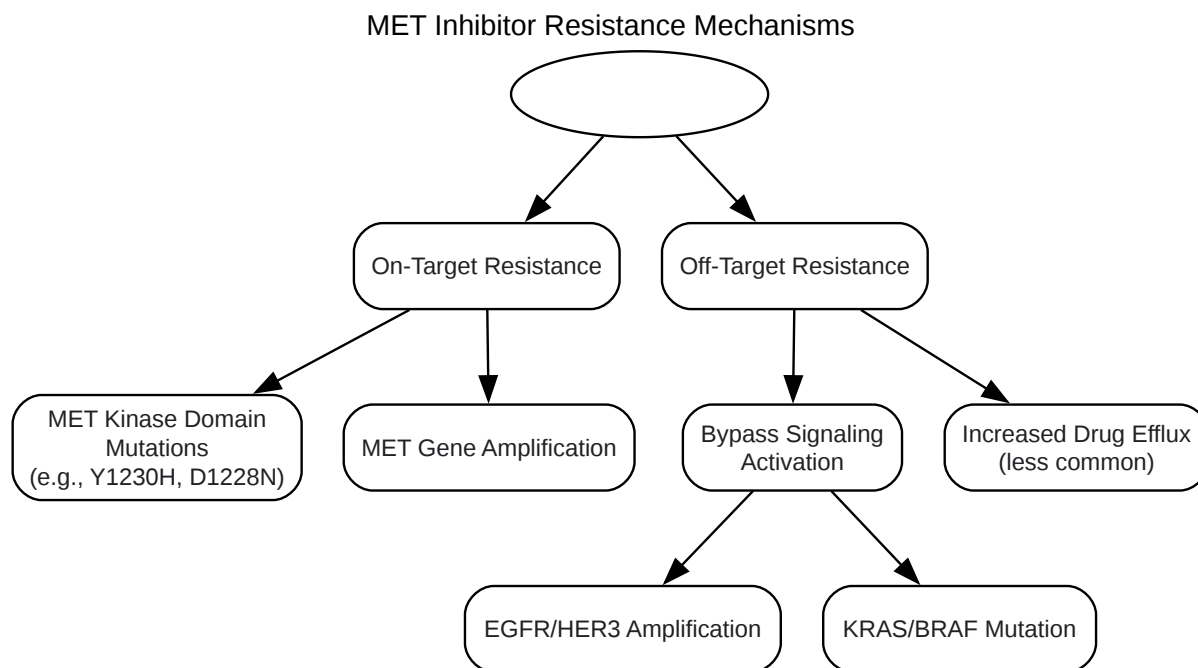 MET Inhibitor Resistance Mechanisms
On-Target Resistance
Off-Target Resistance
MET Kinase Domain
Mutations
(e.g., Y1230H, D1228N)
MET Gene Amplification
Bypass Signaling
Activation
Increased Drug Efflux
(less common)
EGFR/HER3 Amplification
KRAS/BRAF Mutation